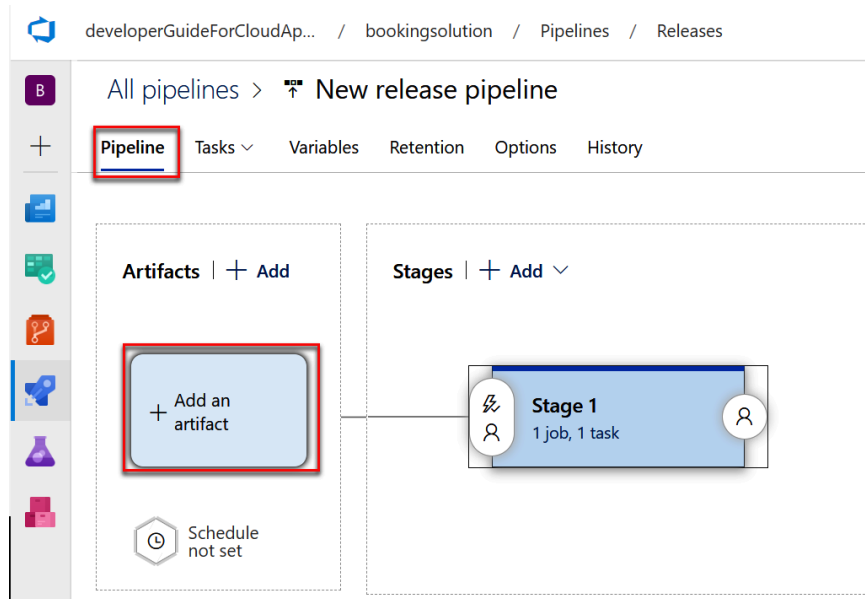 developerGuideForCloudAp... / bookingsolution / Pipelines / Releases
B
All pipelines > New release pipeline
Pipeline Tasks Variables Retention Options History
Artifacts | + Add
Stages | + Add
+ Add an
artifact
Stage 1
1 job, 1 task
Schedule
not set